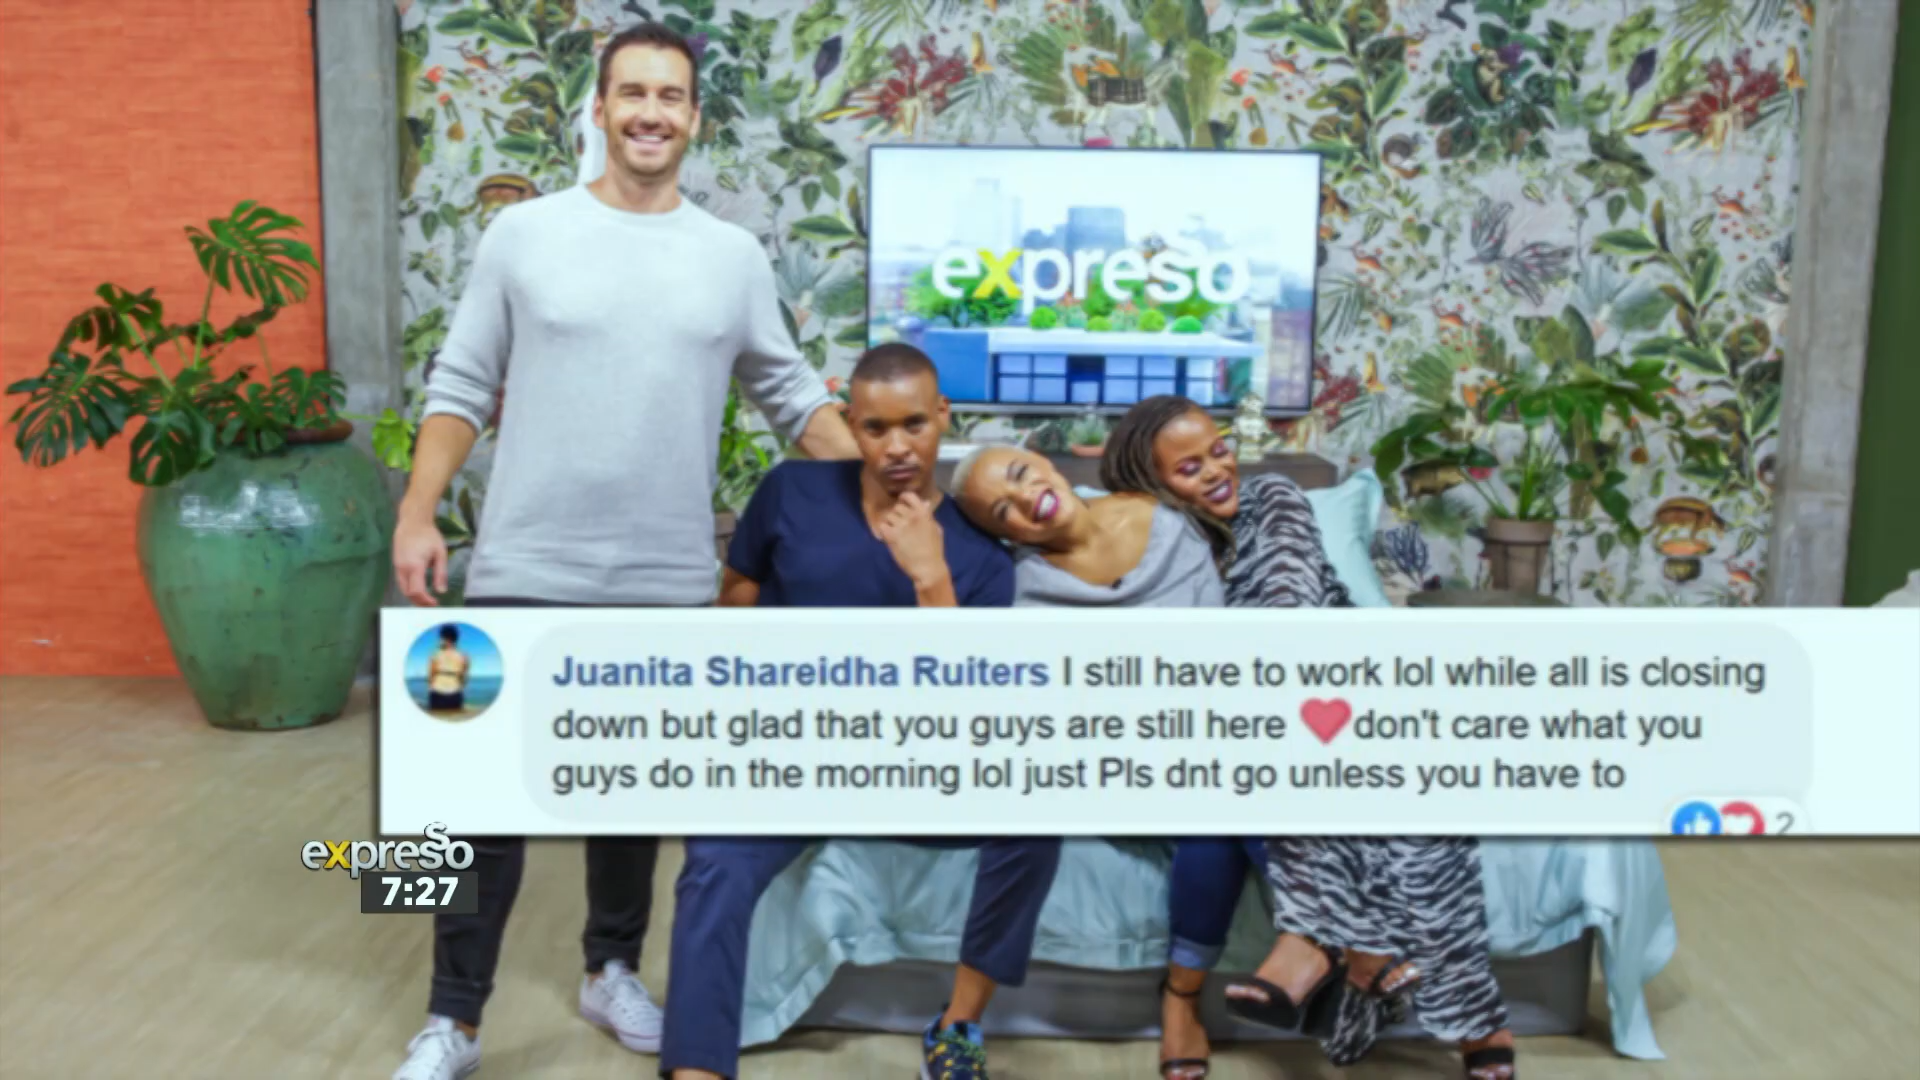 expresso
Juanita Shareidha Ruiters I still have to work lol while all is closing
down but glad that you guys are still here ❤️don't care what you
guys do in the morning lol just Pls dnt go unless you have to
2
expresso
7:27